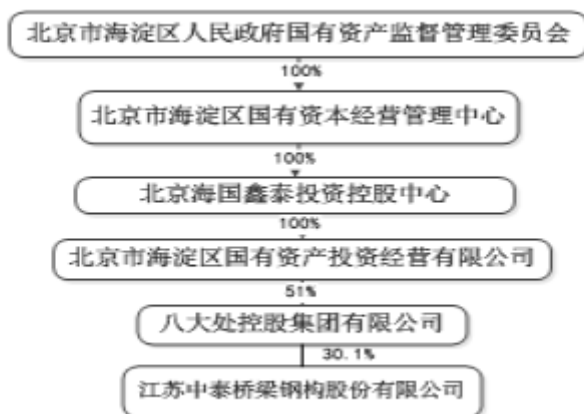 北京市海淀区人民政府国有资产监督管理委员会
100%
北京市海淀区国有资本经营管理中心
100%
北京海国鑫泰投资控股中心
100%
北京市海淀区国有资产投资经营有限公司
51%
八大处控股集团有限公司
30.1%
江苏中泰桥梁钢构股份有限公司